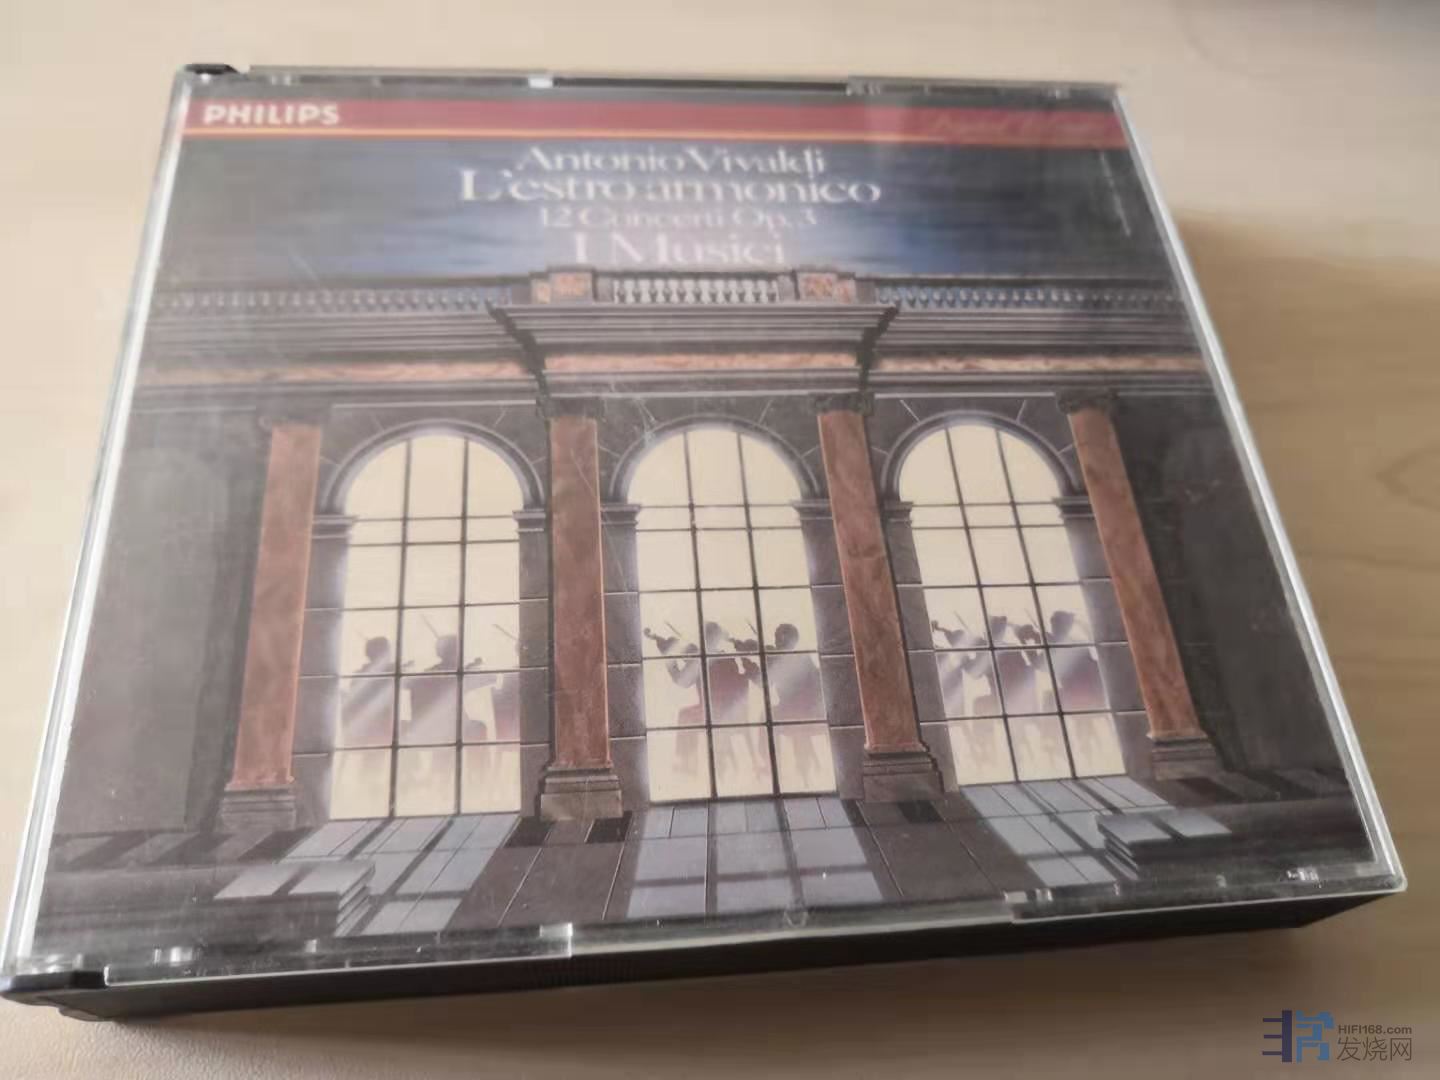 PHILIPS
Antonio Vivaldi
L'estro armonico
12 Concerti Op. 3
I Musici
HIFI168.com
发烧网